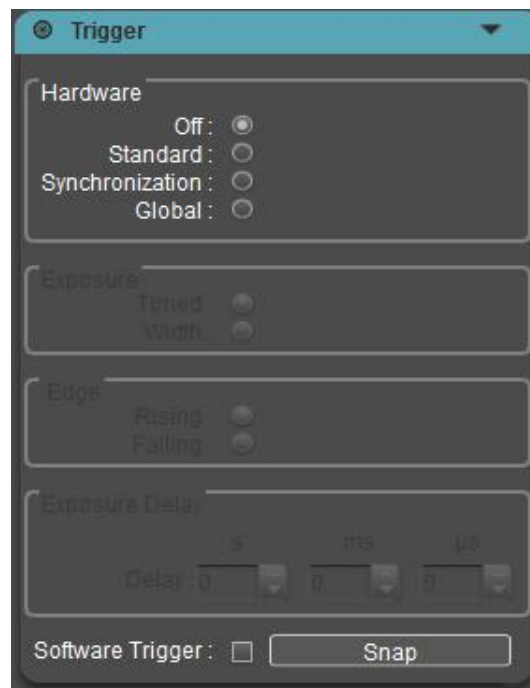 Trigger
Hardware
Off :
Standard :
Synchronization :
Global :
Exposure
Timed
Width
Edge
Rising
Falling
Exposure Delay
s ms µs
Delay : 0 0 0
Software Trigger : Snap